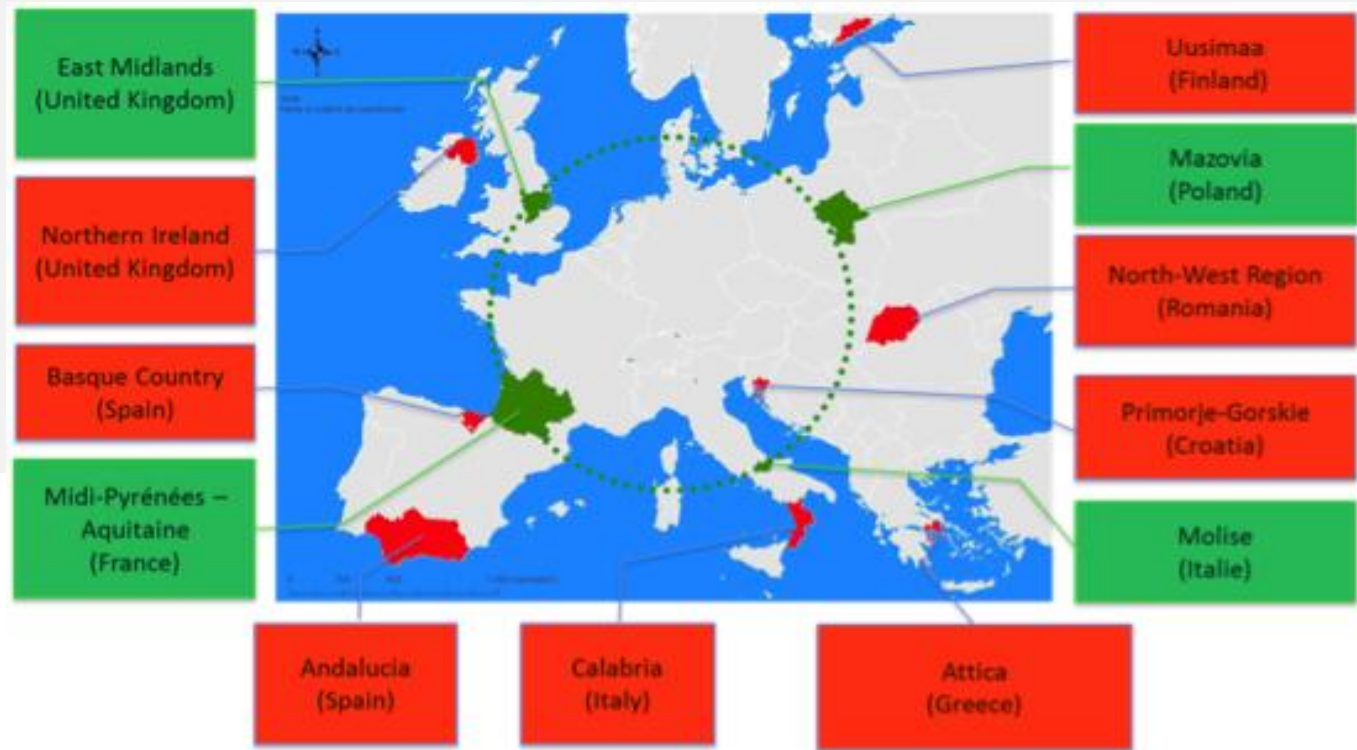 East Midlands
(United Kingdom)
Northern Ireland
(United Kingdom)
Basque Country
(Spain)
Midi-Pyrénées –
Aquitaine
(France)
Uusimaa
(Finland)
Mazovia
(Poland)
North-West Region
(Romania)
Primorje-Gorskie
(Croatia)
Molise
(Italie)
Andalucia
(Spain)
Calabria
(Italy)
Attica
(Greece)